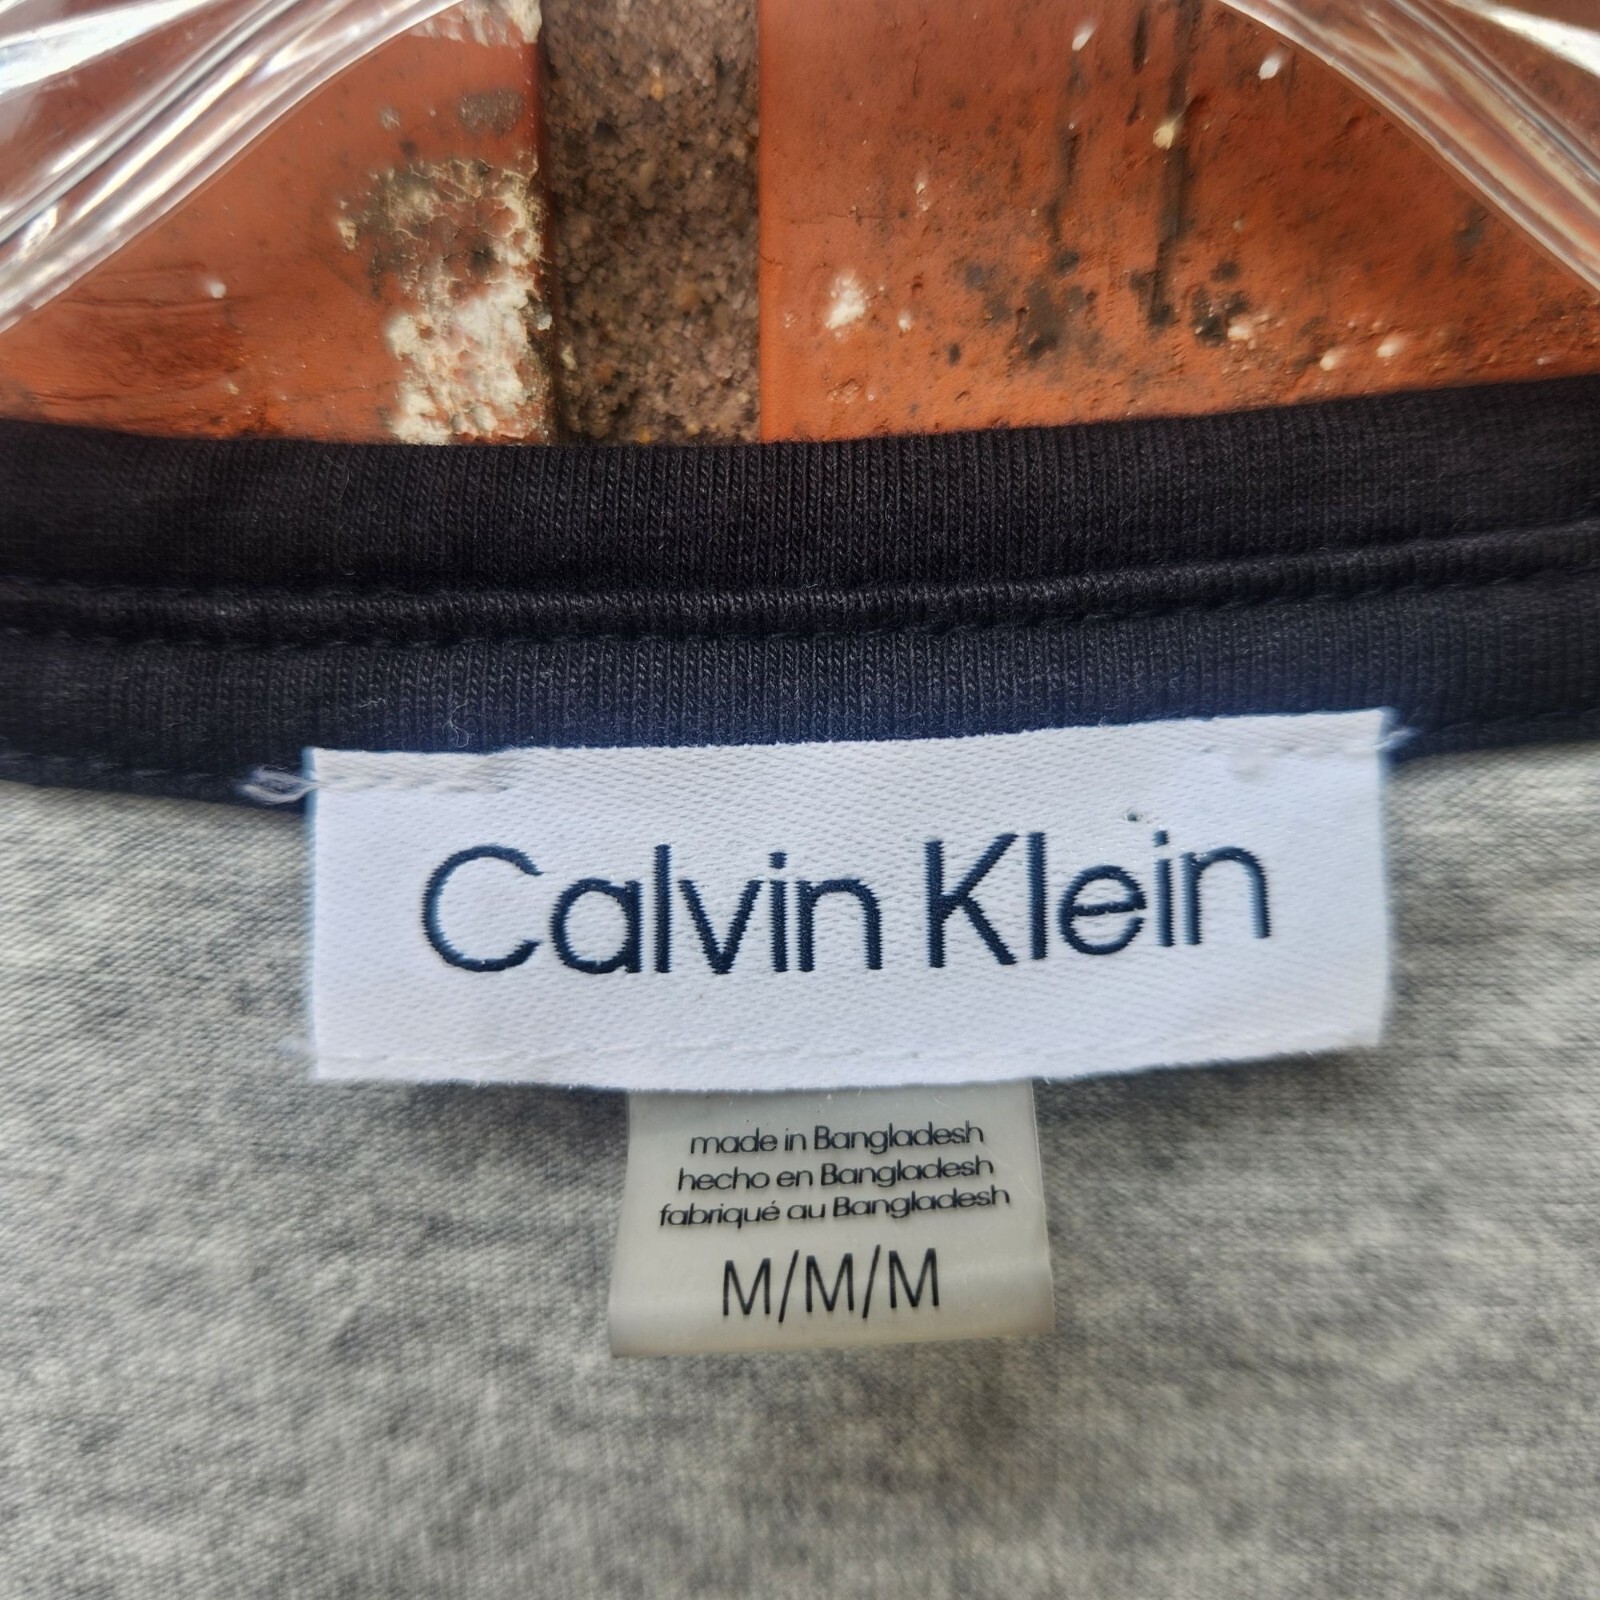 Calvin Klein
made in Bangladesh
hecho en Bangladesh
fabriqué au Bangladesh
M/M/M